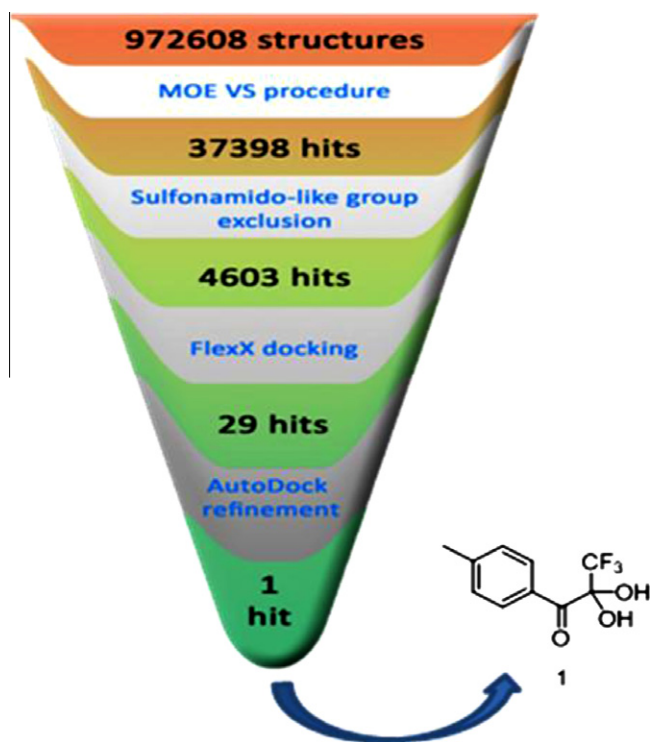 972608 structures
MOE VS procedure
37398 hits
Sulfonamido-like group
exclusion
4603 hits
FlexX docking
29 hits
AutoDock
refinement
1
hit
CF₃
OH
OH
O
1